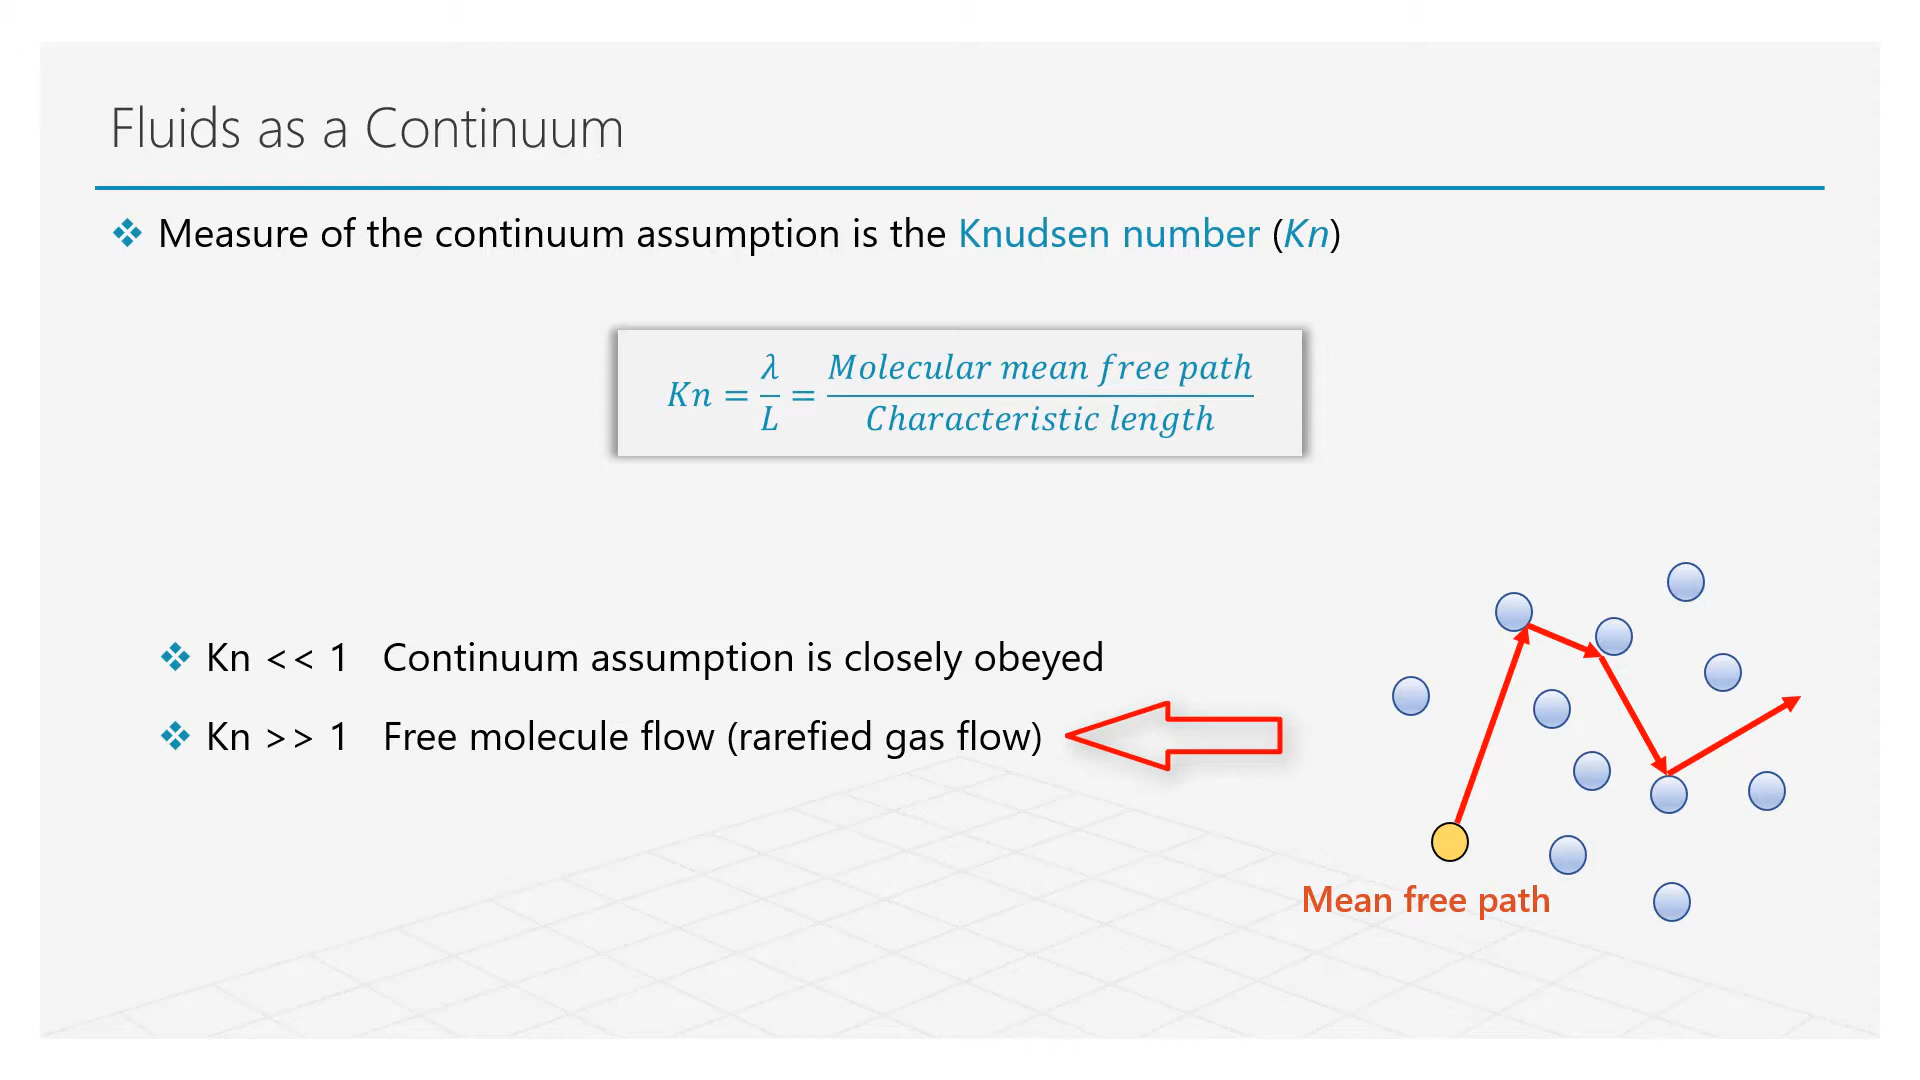 Fluids as a Continuum
❖ Measure of the continuum assumption is the Knudsen number (Kn)
Kn = λ/L = Molecular mean free path/Characteristic length
❖ Kn << 1 Continuum assumption is closely obeyed
❖ Kn >> 1 Free molecule flow (rarefied gas flow)
Mean free path